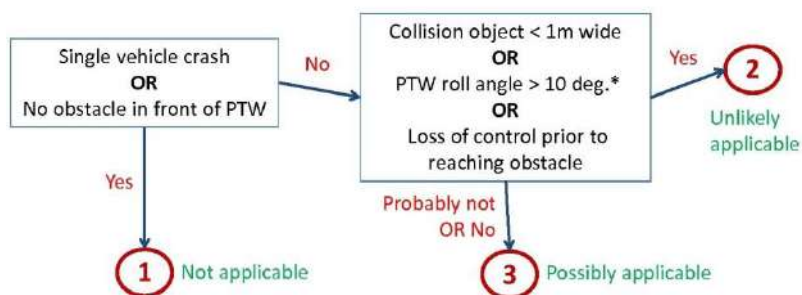 Single vehicle crash
OR
No obstacle in front of PTW
No
Collision object < 1m wide
OR
PTW roll angle > 10 deg.*
OR
Loss of control prior to
reaching obstacle
Yes
2
Unlikely
applicable
Yes
Probably not
OR No
1
Not applicable
3
Possibly applicable